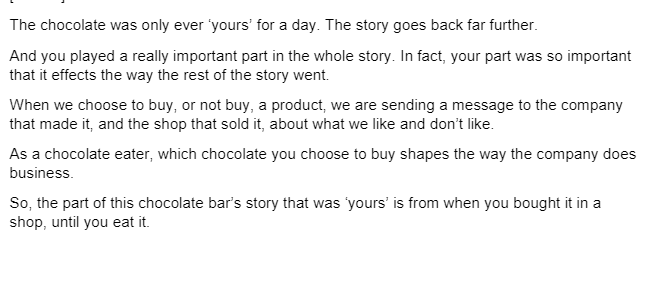 The chocolate was only ever 'yours' for a day. The story goes back far further.
And you played a really important part in the whole story. In fact, your part was so important
that it effects the way the rest of the story went.
When we choose to buy, or not buy, a product, we are sending a message to the company
that made it, and the shop that sold it, about what we like and don't like.
As a chocolate eater, which chocolate you choose to buy shapes the way the company does
business.
So, the part of this chocolate bar's story that was 'yours' is from when you bought it in a
shop, until you eat it.